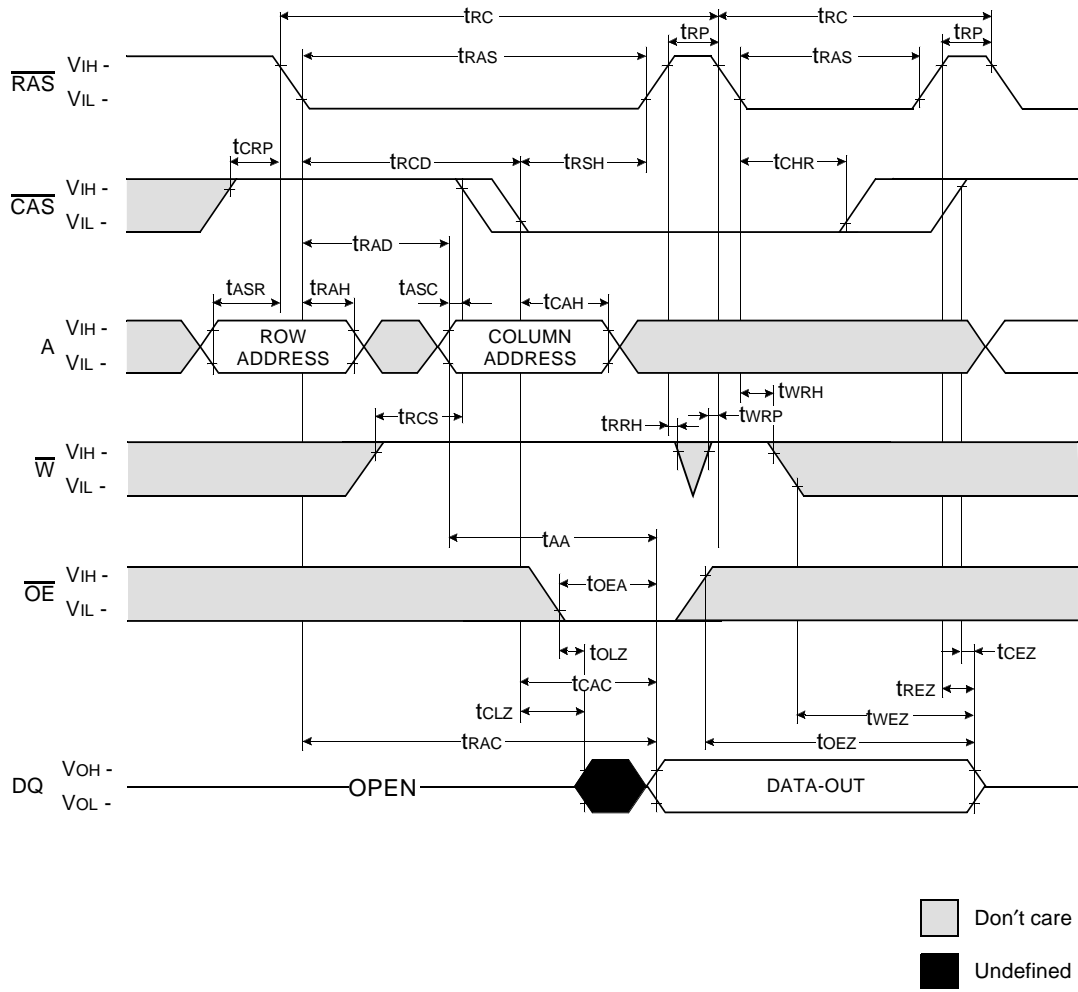 tRC tRC
tRP tRP
tRAS tRAS
RAS VIH -
VIL -
tCRP tRCD tRSH tCHR
CAS VIH -
VIL -
tRAD
tASR tRAH tASC tCAH
A VIH -
VIL -
ROW
ADDRESS
COLUMN
ADDRESS
tWRH
tRCS tRRH tWRP
W VIH -
VIL -
tAA
OE VIH -
VIL -
tOEA
tOLZ tCEZ
tCAC tREZ
tCLZ tWEZ
tRAC tOEZ
DQ VOH -
VOL -
OPEN DATA-OUT
Don't care
Undefined